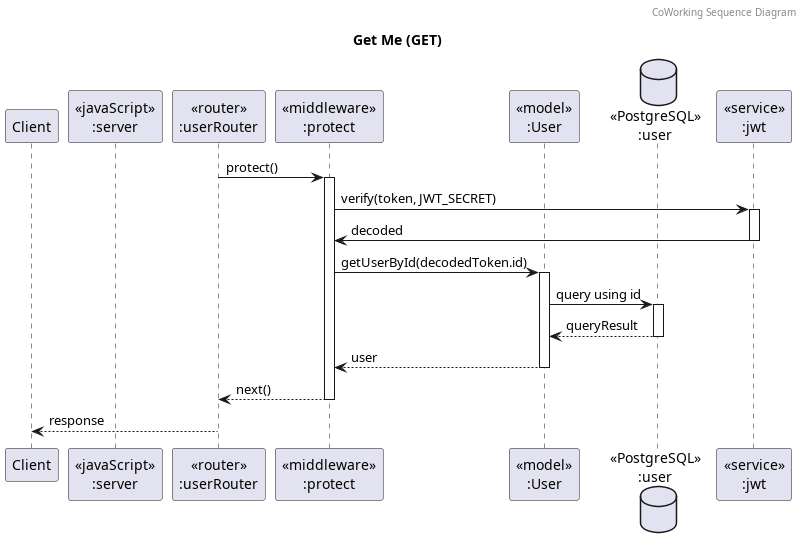 CoWorking Sequence Diagram
Get Me (GET)
Client
«javaScript»
:server
«router»
:userRouter
«middleware»
:protect
«model»
:User
«PostgreSQL»
:user
«service»
:jwt
protect()
verify(token, JWT_SECRET)
decoded
getUserById(decodedToken.id)
query using id
queryResult
user
next()
response
Client
«javaScript»
:server
«router»
:userRouter
«middleware»
:protect
«model»
:User
«PostgreSQL»
:user
«service»
:jwt